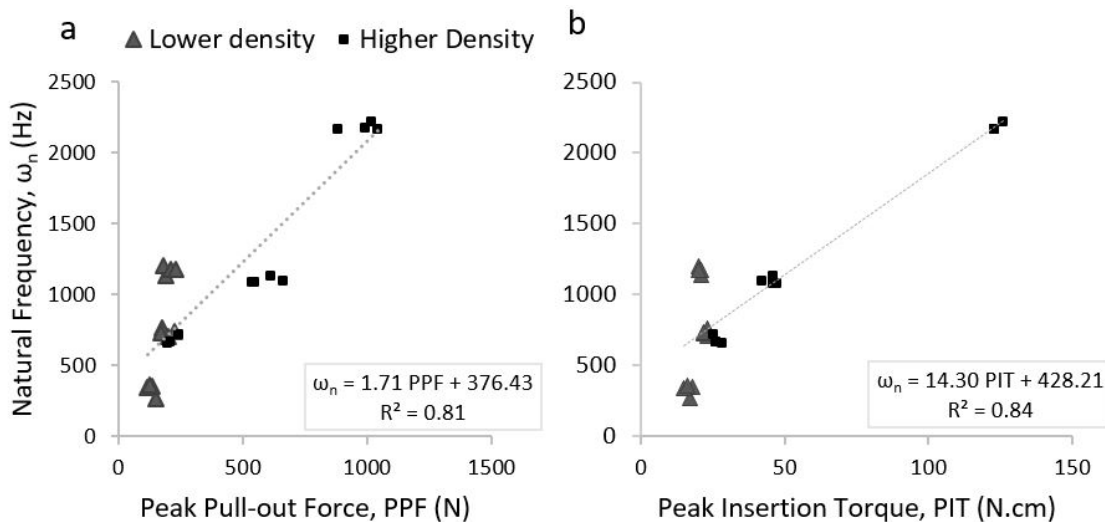 a
Lower density
Higher Density
b
2500
2000
1500
1000
500
0
Natural Frequency, ωₙ (Hz)
ωₙ = 1.71 PPF + 376.43
R² = 0.81
0
500
1000
1500
Peak Pull-out Force, PPF (N)
2500
2000
1500
1000
500
0
ωₙ = 14.30 PIT + 428.21
R² = 0.84
0
50
100
150
Peak Insertion Torque, PIT (N.cm)